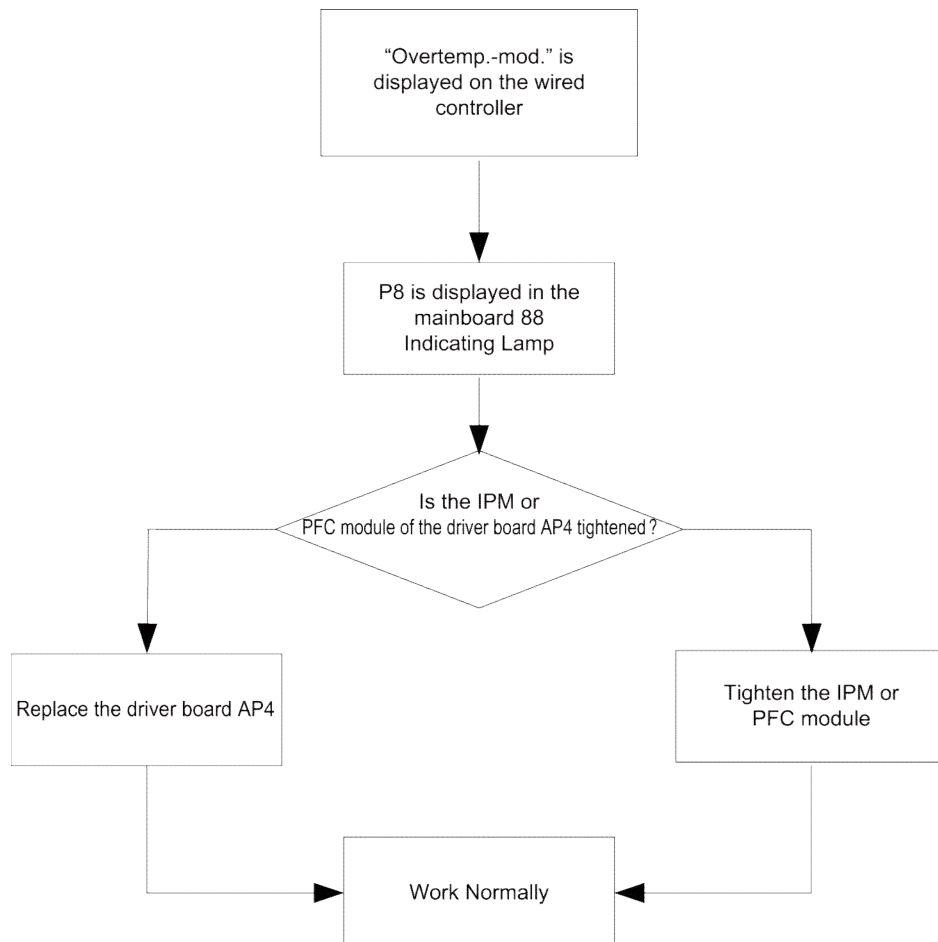 “Overtemp.-mod.” is
displayed on the wired
controller
P8 is displayed in the
mainboard 88
Indicating Lamp
Is the IPM or
PFC module of the driver board AP4 tightened?
Replace the driver board AP4
Tighten the IPM or
PFC module
Work Normally